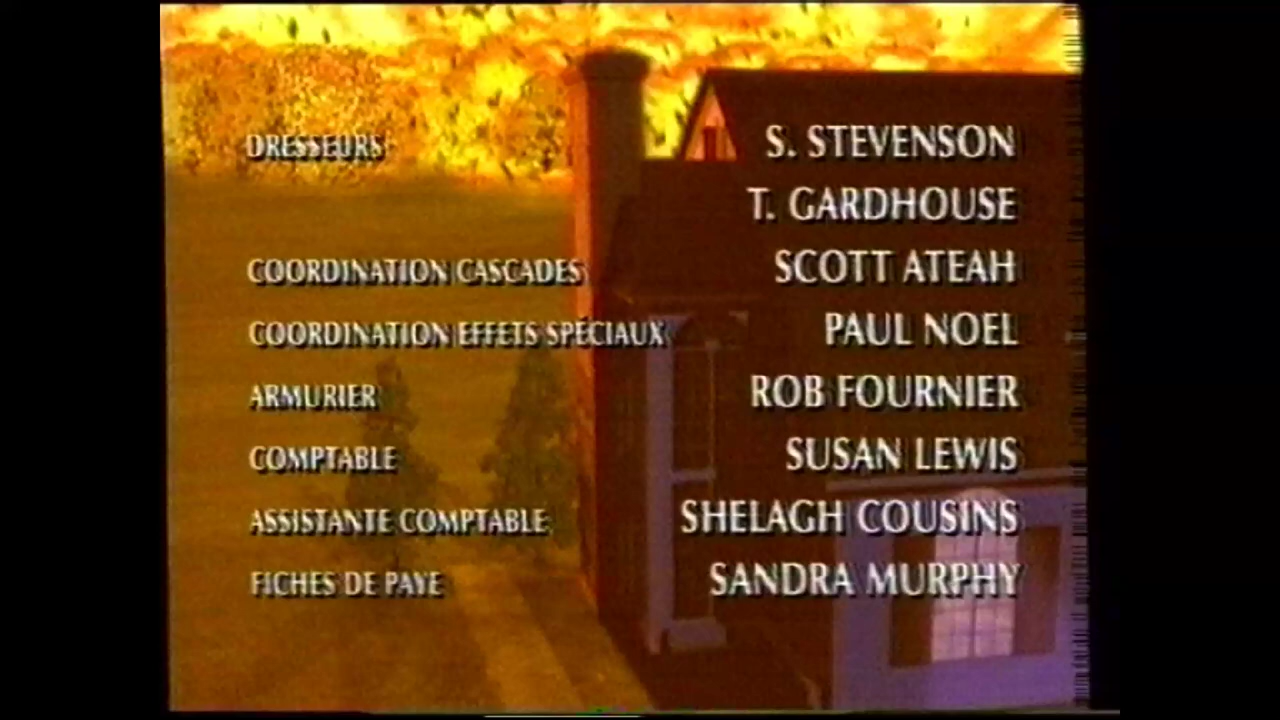 DRESSEURS S. STEVENSON
T. GARDHOUSE
COORDINATION CASCADES SCOTT ATEAH
COORDINATION EFFETS SPÉCIAUX PAUL NOEL
ARMURIER ROB FOURNIER
COMPTABLE SUSAN LEWIS
ASSISTANTE COMPTABLE SHELAGH COUSINS
FICHES DE PAYE SANDRA MURPHY